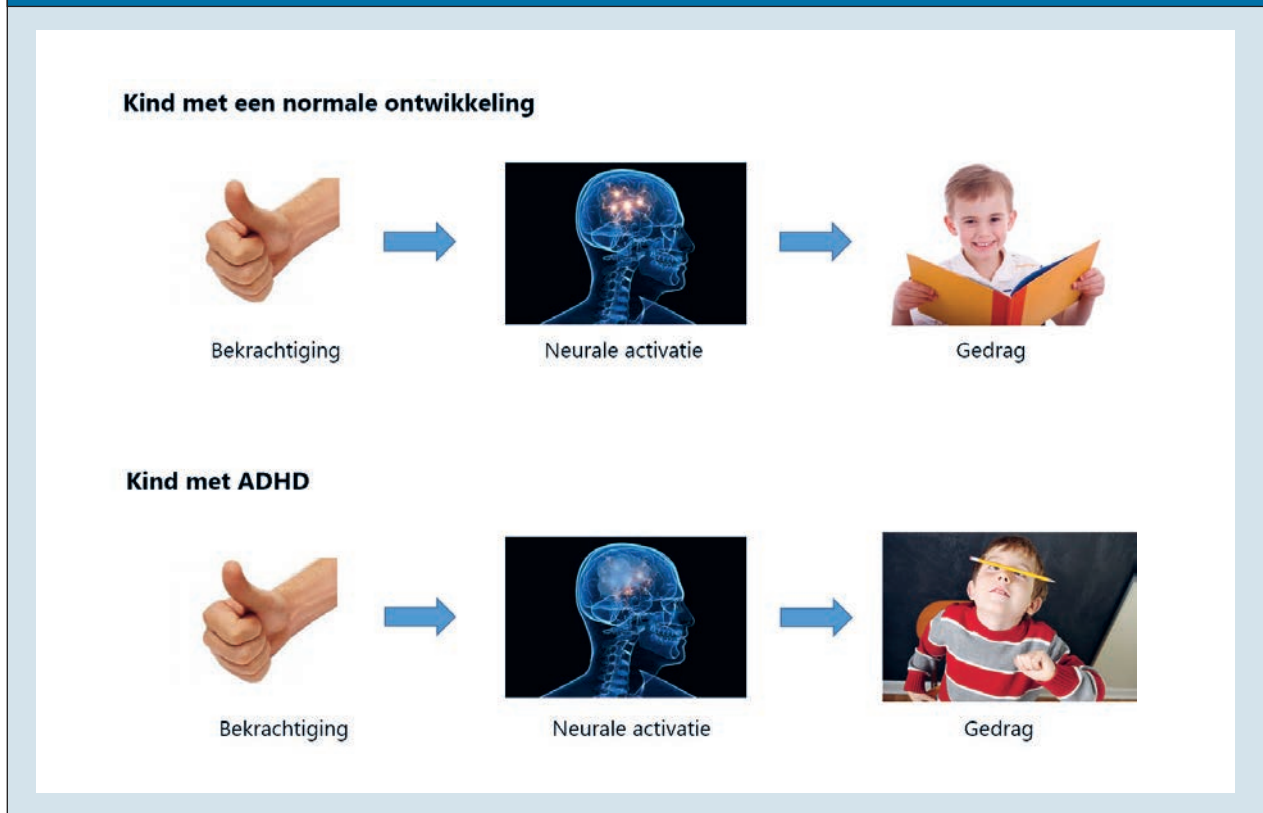 Kind met een normale ontwikkeling
Bekrachtiging
Neurale activatie
Gedrag
Kind met ADHD
Bekrachtiging
Neurale activatie
Gedrag